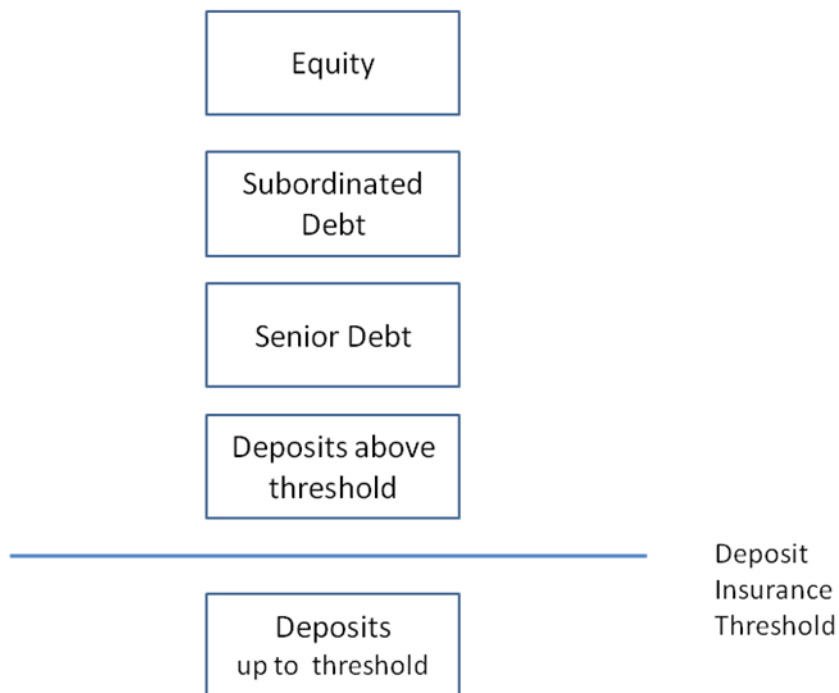 Equity
Subordinated
Debt
Senior Debt
Deposits above
threshold
Deposit
Insurance
Threshold
Deposits
up to threshold